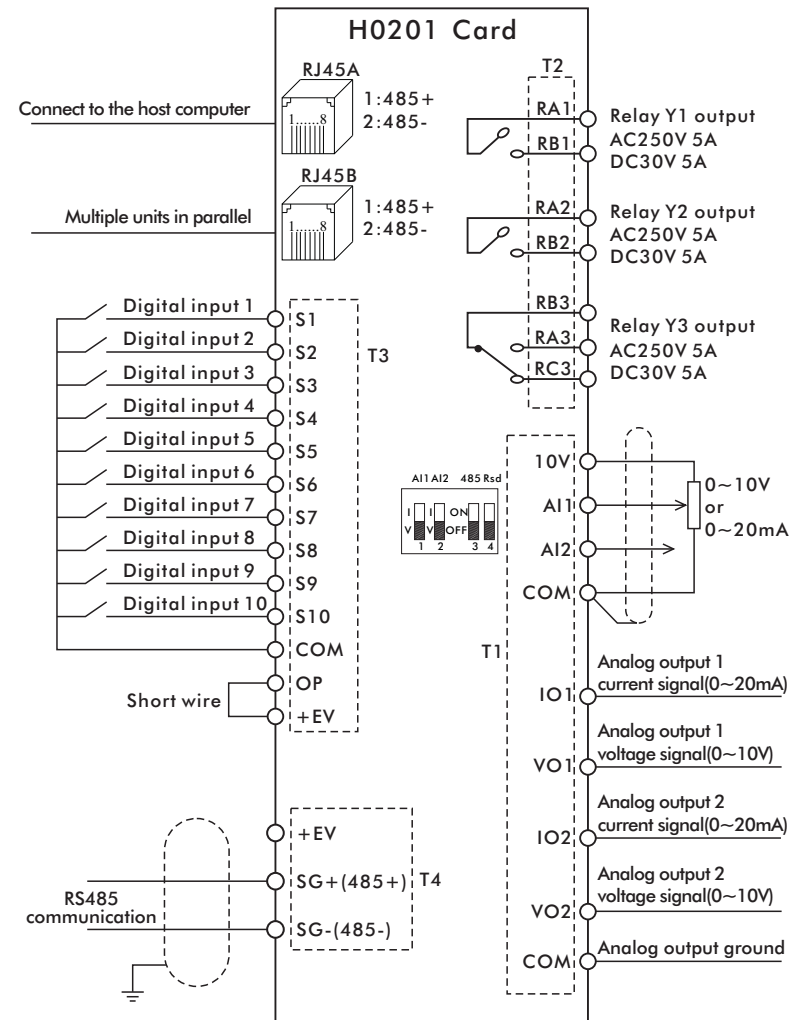 H0201 Card
RJ45A
1:485+
2:485-
1......8
Connect to the host computer
RJ45B
1:485+
2:485-
1......8
Multiple units in parallel
T2
RA1
RB1
Relay Y1 output
AC250V 5A
DC30V 5A
RA2
RB2
Relay Y2 output
AC250V 5A
DC30V 5A
RB3
RA3
RC3
Relay Y3 output
AC250V 5A
DC30V 5A
Digital input 1
S1
Digital input 2
S2
T3
Digital input 3
S3
Digital input 4
S4
Digital input 5
S5
Digital input 6
S6
Digital input 7
S7
Digital input 8
S8
Digital input 9
S9
Digital input 10
S10
COM
OP
Short wire
+EV
AI1 AI2 485 Rsd
I I ON
V V OFF
1 2 3 4
10V
AI1
AI2
COM
0~10V
or
0~20mA
T1
IO1
Analog output 1
current signal(0~20mA)
VO1
Analog output 1
voltage signal(0~10V)
IO2
Analog output 2
current signal(0~20mA)
VO2
Analog output 2
voltage signal(0~10V)
COM
Analog output ground
+EV
SG+(485+)
T4
RS485
communication
SG-(485-)